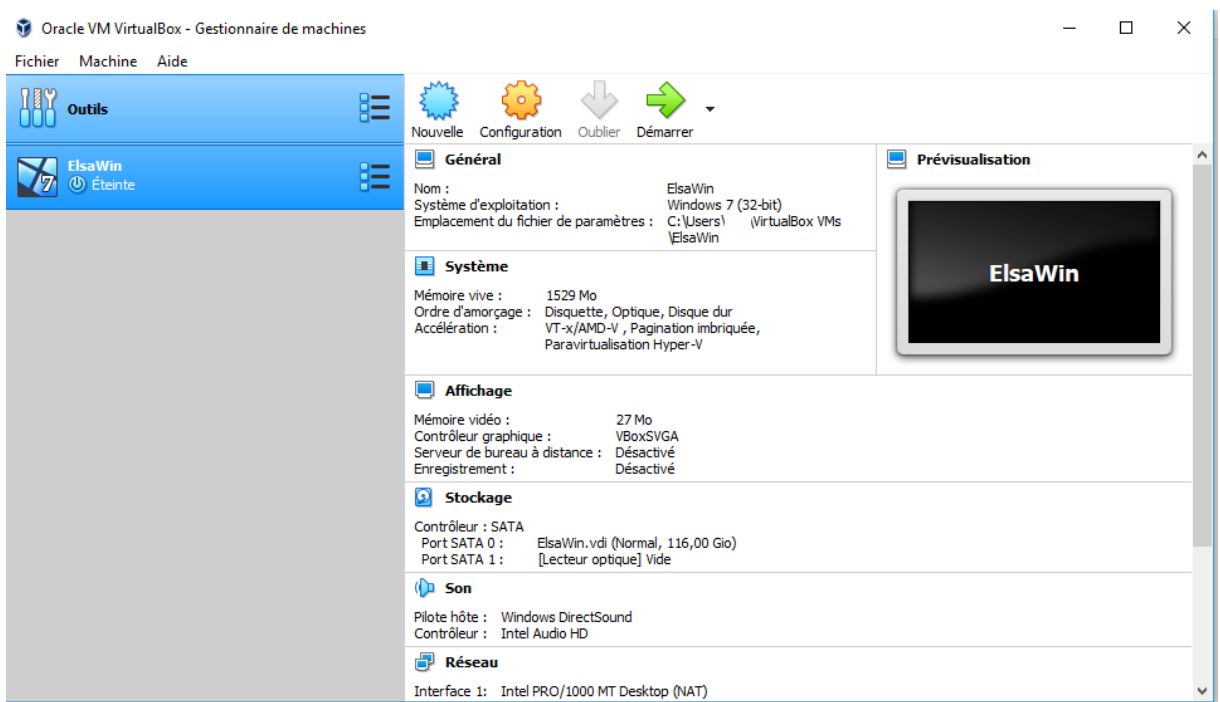 Oracle VM VirtualBox - Gestionnaire de machines
Fichier Machine Aide
Outils
ElsaWin
Éteinte
7
Nouvelle Configuration Oublier Démarrer
Général
Nom : ElsaWin
Système d'exploitation : Windows 7 (32-bit)
Emplacement du fichier de paramètres : C:\Users\ \VirtualBox VMs
\ElsaWin
Système
Mémoire vive : 1529 Mo
Ordre d'amorçage : Disquette, Optique, Disque dur
Accélération : VT-x/AMD-V , Pagination imbriquée,
Paravirtualisation Hyper-V
Prévisualisation
ElsaWin
Affichage
Mémoire vidéo : 27 Mo
Contrôleur graphique : VBoxSVGA
Serveur de bureau à distance : Désactivé
Enregistrement : Désactivé
Stockage
Contrôleur : SATA
Port SATA 0 : ElsaWin.vdi (Normal, 116,00 Gio)
Port SATA 1 : [Lecteur optique] Vide
Son
Pilote hôte : Windows DirectSound
Contrôleur : Intel Audio HD
Réseau
Interface 1: Intel PRO/1000 MT Desktop (NAT)